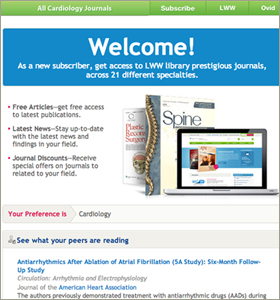 All Cardiology Journals Subscribe LWW Ovid
Welcome!
As a new subscriber, get access to LWW library prestigious journals,
across 21 different specialties.
• Free Articles—get free access
to latest publications.
• Latest News—Stay up-to-date
with the latest news and
findings in your field.
• Journal Discounts—Receive
special offers on journals
related to your field.
Plastic
Reconstructive
Surgery
Spine
Your Preference is Cardiology
See what your peers are reading
Antiarrhythmics After Ablation of Atrial Fibrillation (5A Study): Six-Month Follow-
Up Study
Circulation: Arrhythmia and Electrophysiology
Journal of the American Heart Association
The authors previously demonstrated treatment with antiarrhythmic drugs (AADs) during